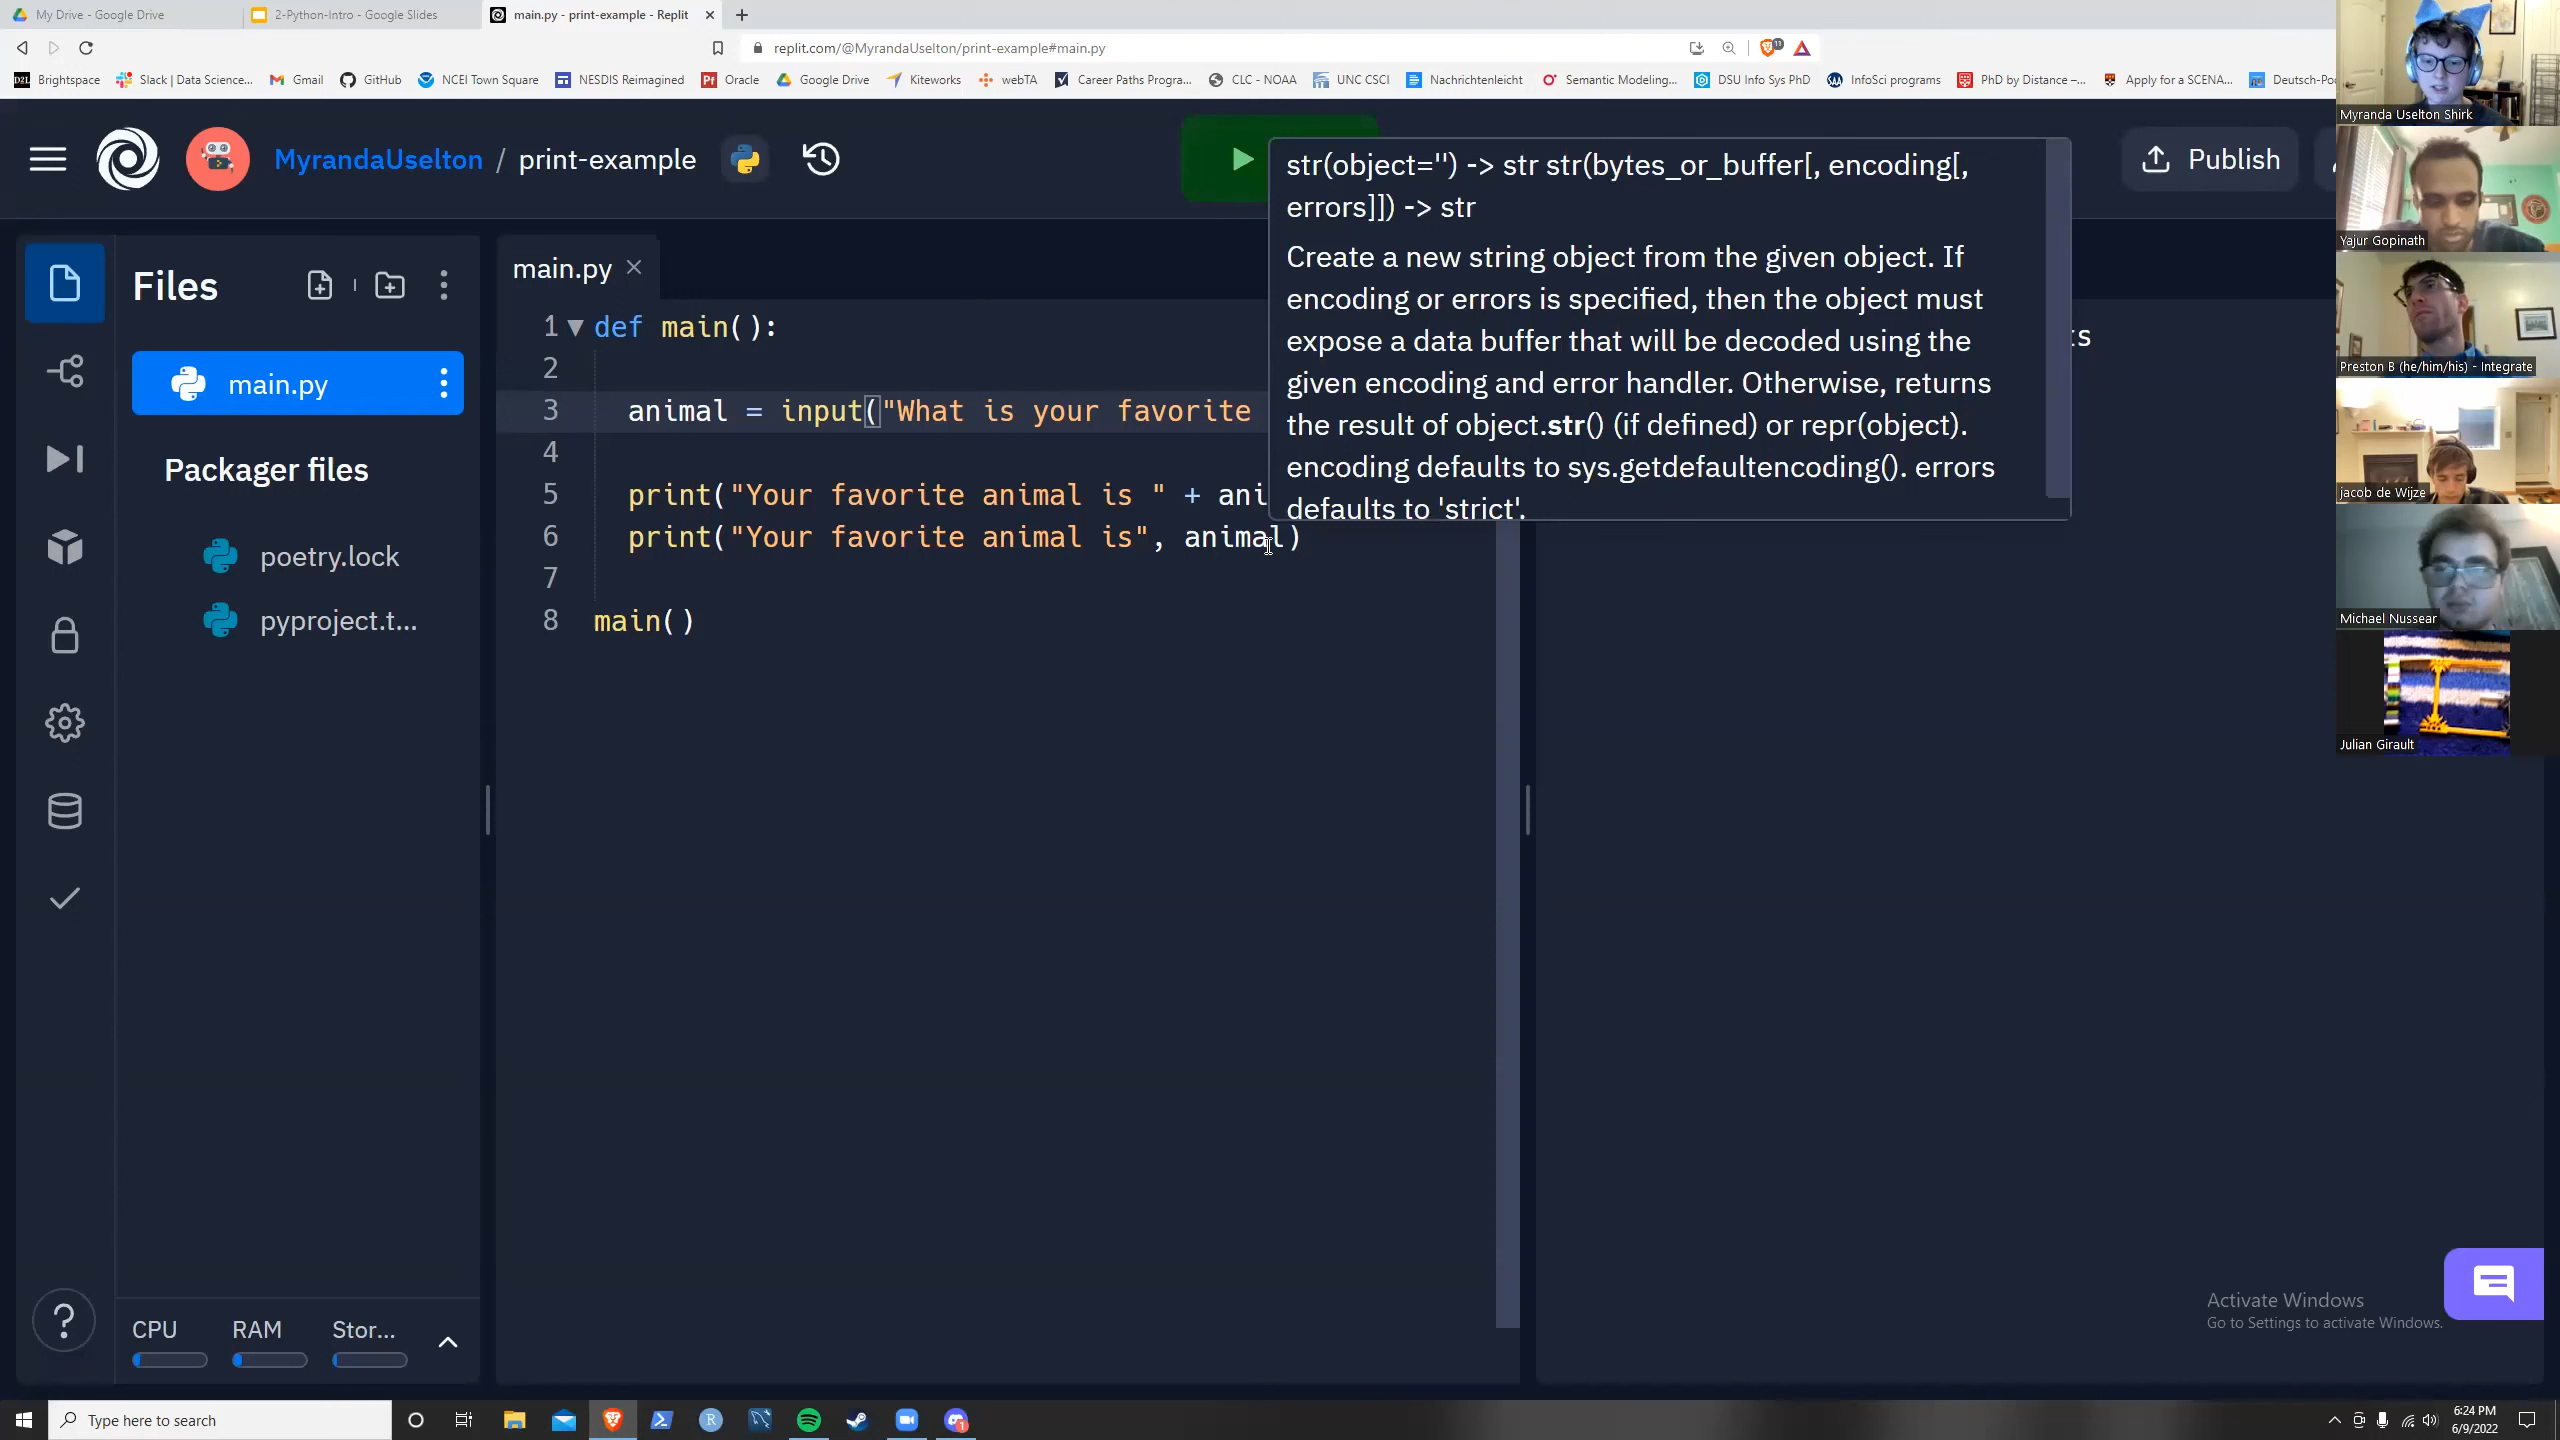 My Drive - Google Drive
2-Python-Intro - Google Slides
main.py - print-example - Replit
replit.com/@MyrandaUselton/print-example#main.py
11
D2L Brightspace
Slack | Data Science...
Gmail
GitHub
NCEI Town Square
NESDIS Reimagined
Oracle
Google Drive
Kiteworks
webTA
Career Paths Progra...
CLC - NOAA
UNC CSCI
Nachrichtenleicht
Semantic Modeling...
DSU Info Sys PhD
InfoSci programs
PhD by Distance –...
Apply for a SCENA...
Deutsch-Po
MyrandaUselton / print-example
Publish
Files
main.py
Packager files
poetry.lock
pyproject.t...
CPU
RAM
Stor...
main.py
1 def main():
2
3 animal = input("What is your favorite
4
5 print("Your favorite animal is " + ani
6 print("Your favorite animal is", animal)
7
8 main()
str(object='') -> str str(bytes_or_buffer[, encoding[,
errors]]) -> str
Create a new string object from the given object. If
encoding or errors is specified, then the object must
expose a data buffer that will be decoded using the
given encoding and error handler. Otherwise, returns
the result of object.str() (if defined) or repr(object).
encoding defaults to sys.getdefaultencoding(). errors
defaults to 'strict'.
ts
Myranda Uselton Shirk
Yajur Gopinath
Preston B (he/him/his) - Integrate
jacob de Wijze
Michael Nussear
Julian Girault
Activate Windows
Go to Settings to activate Windows.
Type here to search
6:24 PM
6/9/2022